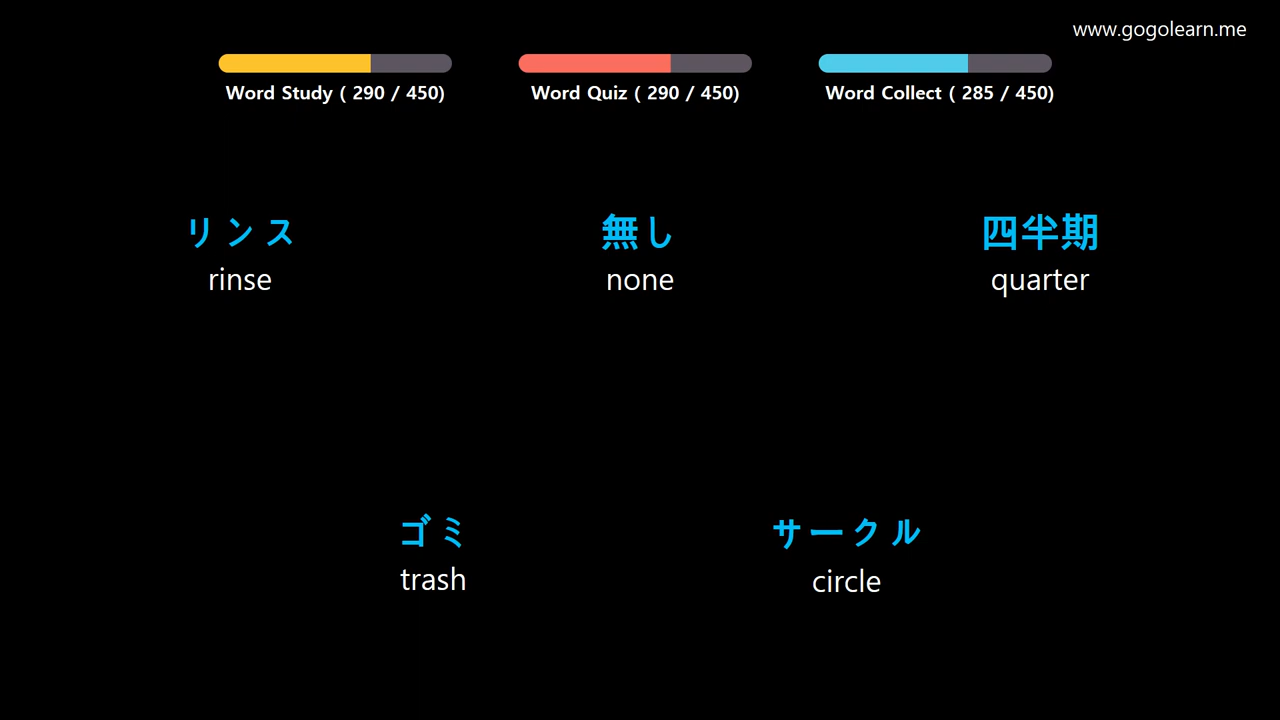 www.gogolearn.me
Word Study ( 290 / 450)
Word Quiz ( 290 / 450)
Word Collect ( 285 / 450)
リンス
rinse
無し
none
四半期
quarter
ゴミ
trash
サークル
circle